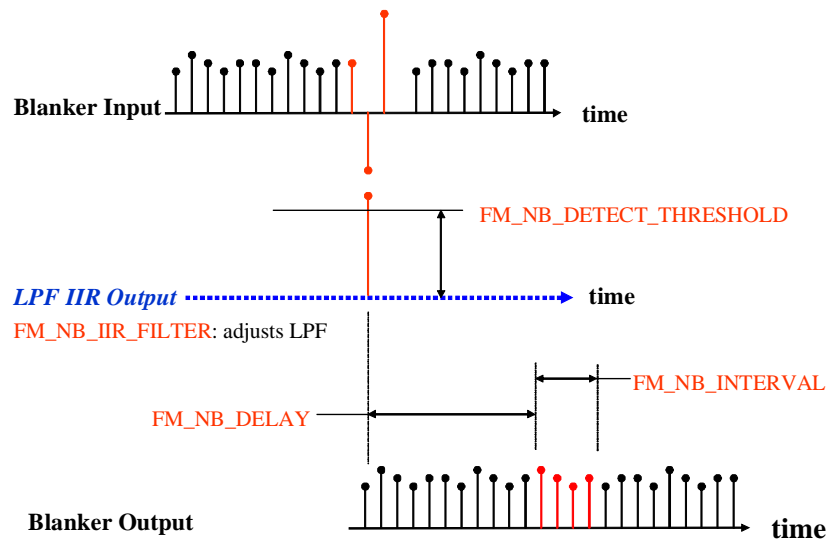 Blanker Input
time
FM_NB_DETECT_THRESHOLD
LPF IIR Output
time
FM_NB_IIR_FILTER: adjusts LPF
FM_NB_INTERVAL
FM_NB_DELAY
Blanker Output
time